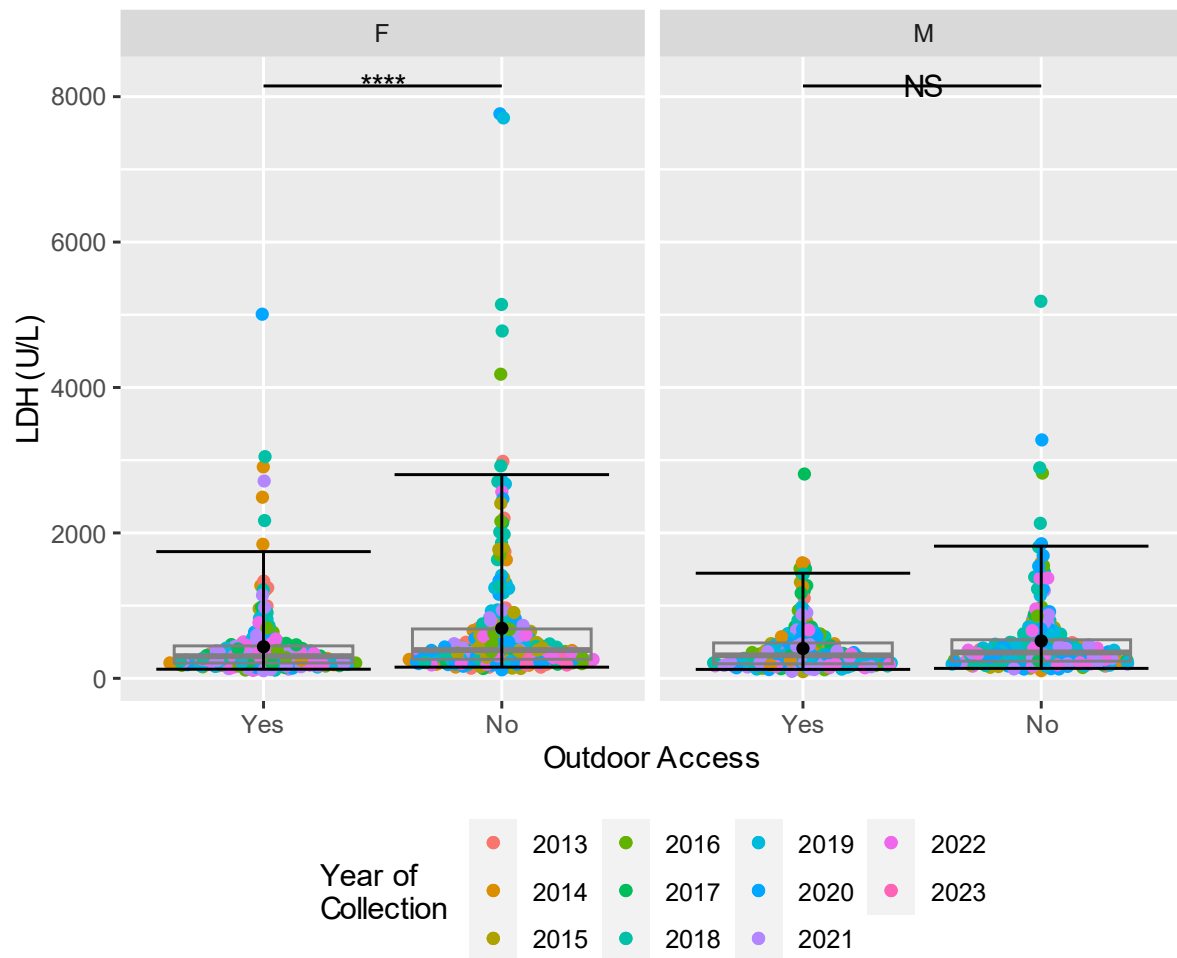 F
M
****
NS
8000
6000
4000
2000
0
LDH (U/L)
Yes
No
Yes
No
Outdoor Access
Year of
Collection
2013
2014
2015
2016
2017
2018
2019
2020
2021
2022
2023